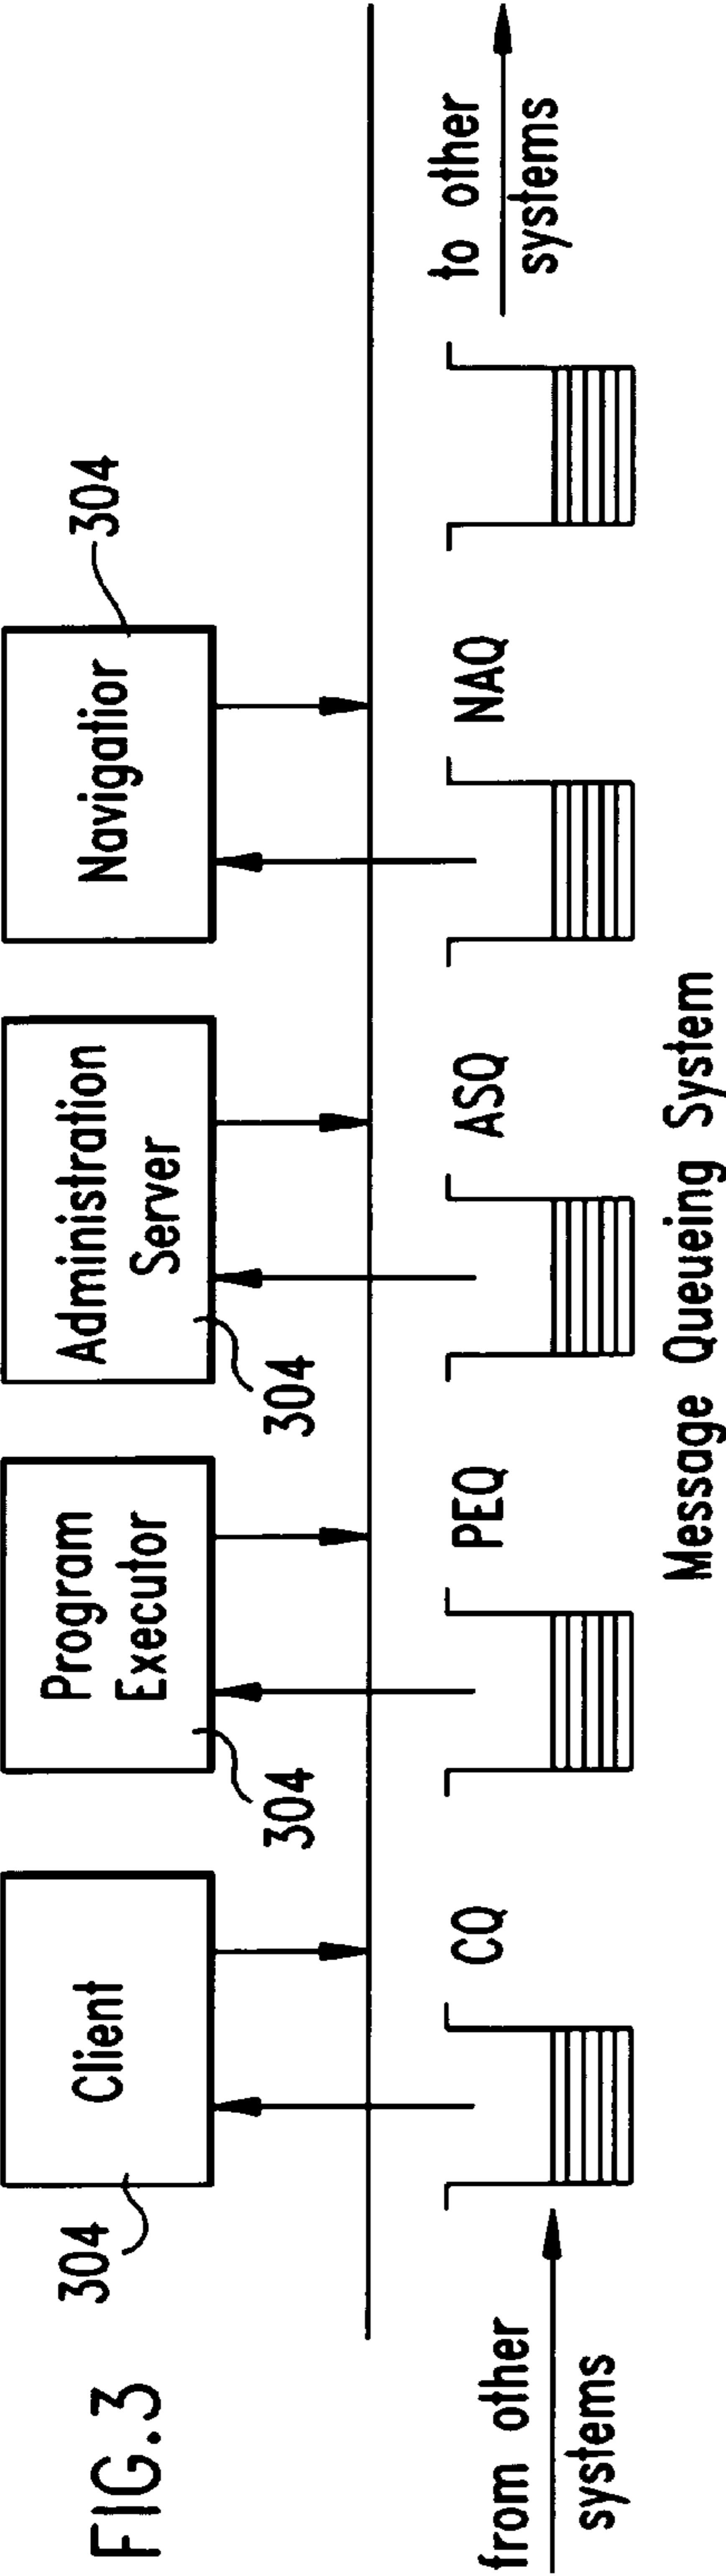 FIG.3
304
Client
304
Program
Executor
304
Administration
Server
Navigatior
304
from other
systems
CQ
PEQ
ASQ
NAQ
to other
systems
Message Queueing System